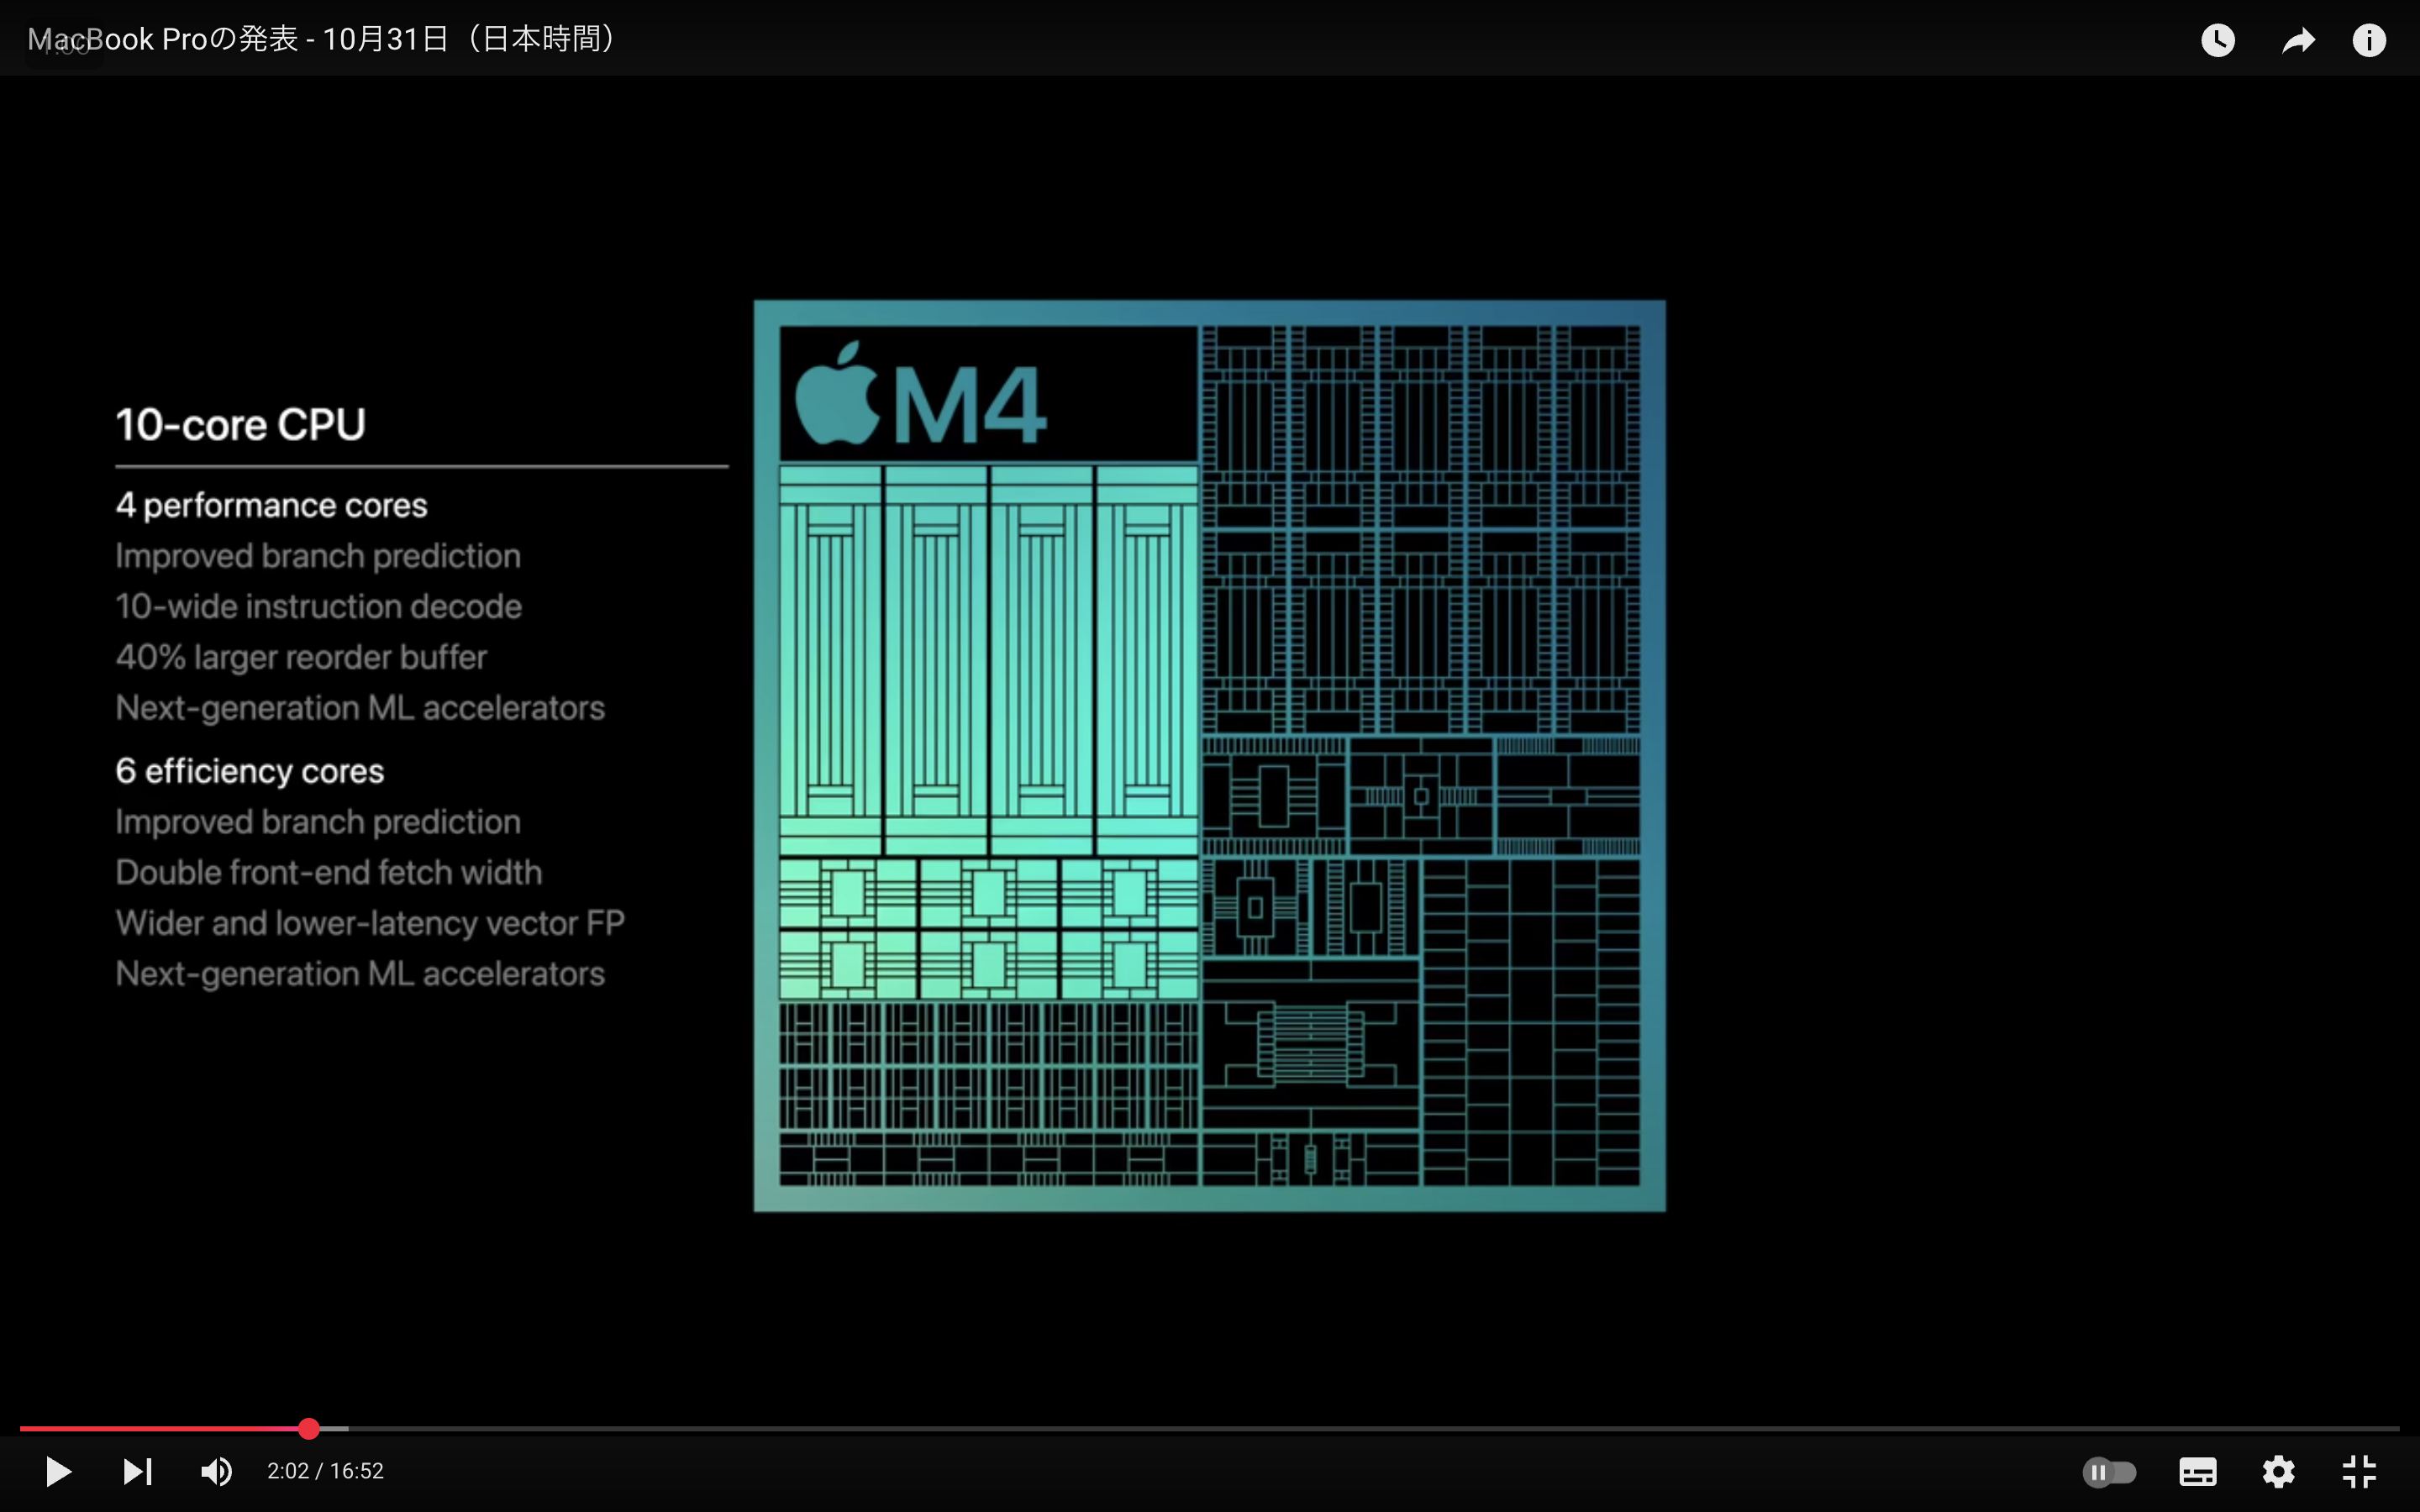 MacBook Proの発表 - 10月31日（日本時間）
10-core CPU
4 performance cores
Improved branch prediction
10-wide instruction decode
40% larger reorder buffer
Next-generation ML accelerators
6 efficiency cores
Improved branch prediction
Double front-end fetch width
Wider and lower-latency vector FP
Next-generation ML accelerators
M4
2:02 / 16:52